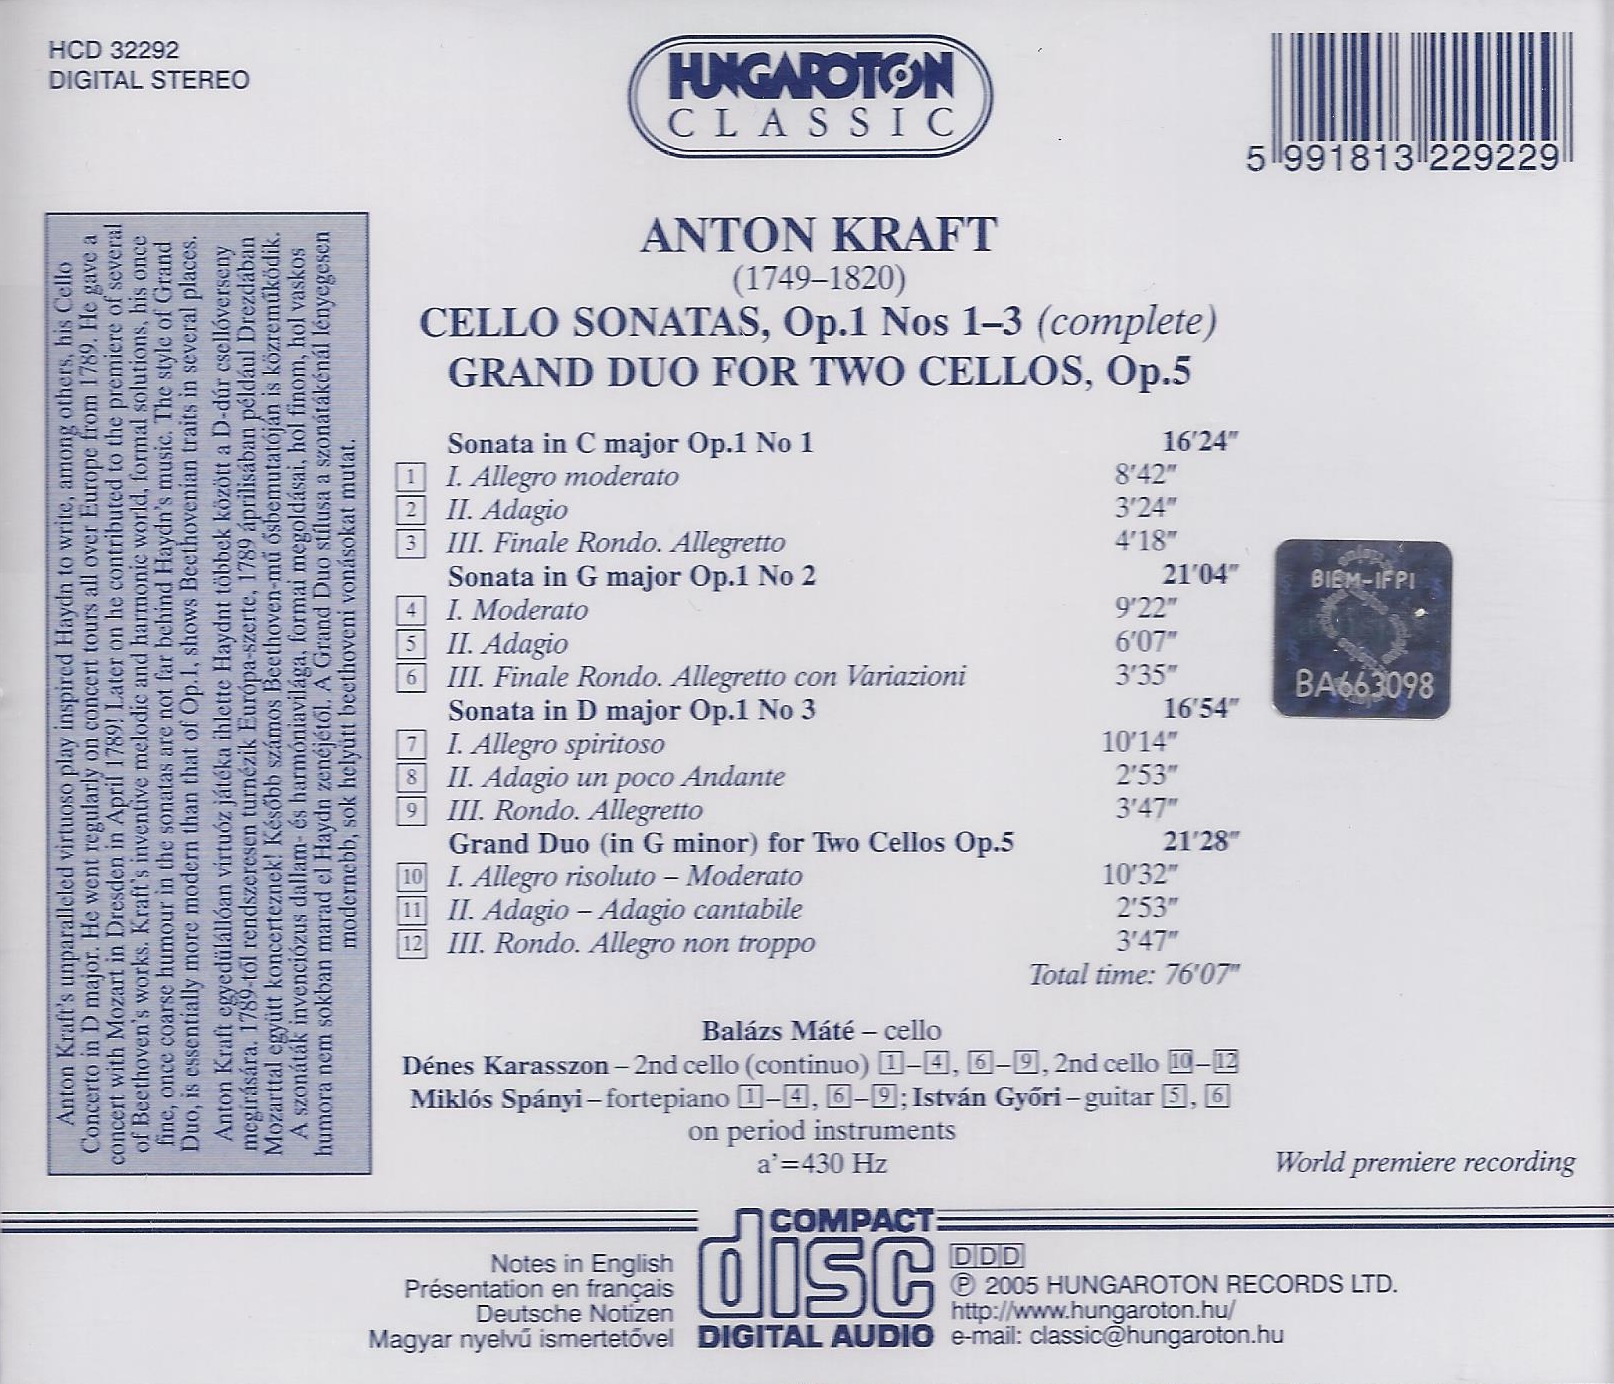 HCD 32292
DIGITAL STEREO
HUNGAROTON
CLASSIC
5 991813 229229
ANTON KRAFT
(1749–1820)
CELLO SONATAS, Op.1 Nos 1–3 (complete)
GRAND DUO FOR TWO CELLOS, Op.5
Sonata in C major Op.1 No 1 16'24"
1 I. Allegro moderato 8'42"
2 II. Adagio 3'24"
3 III. Finale Rondo. Allegretto 4'18"
Sonata in G major Op.1 No 2 21'04"
4 I. Moderato 9'22"
5 II. Adagio 6'07"
6 III. Finale Rondo. Allegretto con Variazioni 3'35"
Sonata in D major Op.1 No 3 16'54"
7 I. Allegro spiritoso 10'14"
8 II. Adagio un poco Andante 2'53"
9 III. Rondo. Allegretto 3'47"
Grand Duo (in G minor) for Two Cellos Op.5 21'28"
10 I. Allegro risoluto – Moderato 10'32"
11 II. Adagio – Adagio cantabile 2'53"
12 III. Rondo. Allegro non troppo 3'47"
Total time: 76'07"
Balázs Máté – cello
Dénes Karasszon – 2nd cello (continuo) 1–4, 6–9, 2nd cello 10–12
Miklós Spányi – fortepiano 1–4, 6–9; István Győri – guitar 5, 6
on period instruments
a'=430 Hz
World premiere recording
Anton Kraft's unparalleled virtuoso play inspired Haydn to write, among others, his Cello
Concerto in D major. He went regularly on concert tours all over Europe from 1789. He gave a
concert with Mozart in Dresden in April 1789! Later on he contributed to the premiere of several
of Beethoven's works. Kraft's inventive melodic and harmonic world, formal solutions, his once
fine, once coarse humour in the sonatas are not far behind Haydn's music. The style of Grand
Duo, is essentially more modern than that of Op.1, shows Beethovenian traits in several places.
Anton Kraft egyedülállóan virtuóz játéka ihlette Haydnt többek között a D-dúr csellóverseny
megírására. 1789-től rendszeresen turnézik Európa-szerte, 1789 áprilisában például Drezdában
Mozarttal együtt koncerteznek! Később számos Beethoven-mű ősbemutatóján is közreműködik.
A szonáták invenciózus dallam- és harmóniavilága, formai megoldásai, hol finom, hol vaskos
humora nem sokban marad el Haydn zenéjétől. A Grand Duo stílusa a szonátákénál lényegesen
modernebb, sok helyütt beethoveni vonásokat mutat.
BIEM-IFPI
BA663098
Notes in English
Présentation en français
Deutsche Notizen
Magyar nyelvű ismertetővel
COMPACT
disc
DIGITAL AUDIO
DDD
℗ 2005 HUNGAROTON RECORDS LTD.
http://www.hungaroton.hu/
e-mail: classic@hungaroton.hu